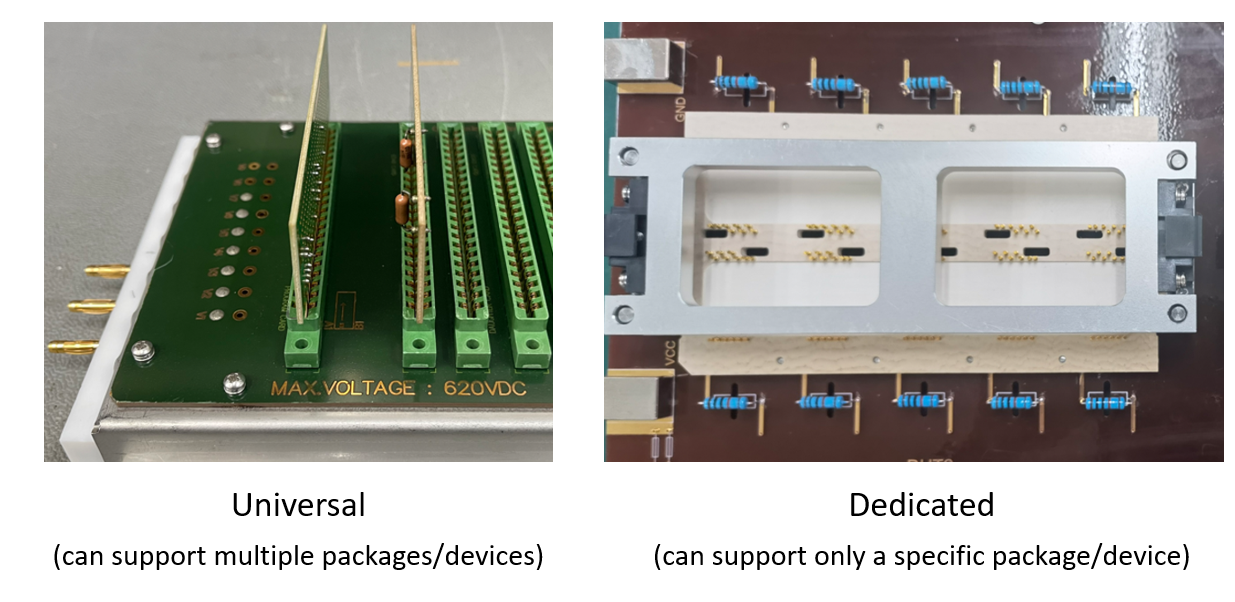 MAX.VOLTAGE : 620VDC
GND
VCC
Universal
(can support multiple packages/devices)
Dedicated
(can support only a specific package/device)